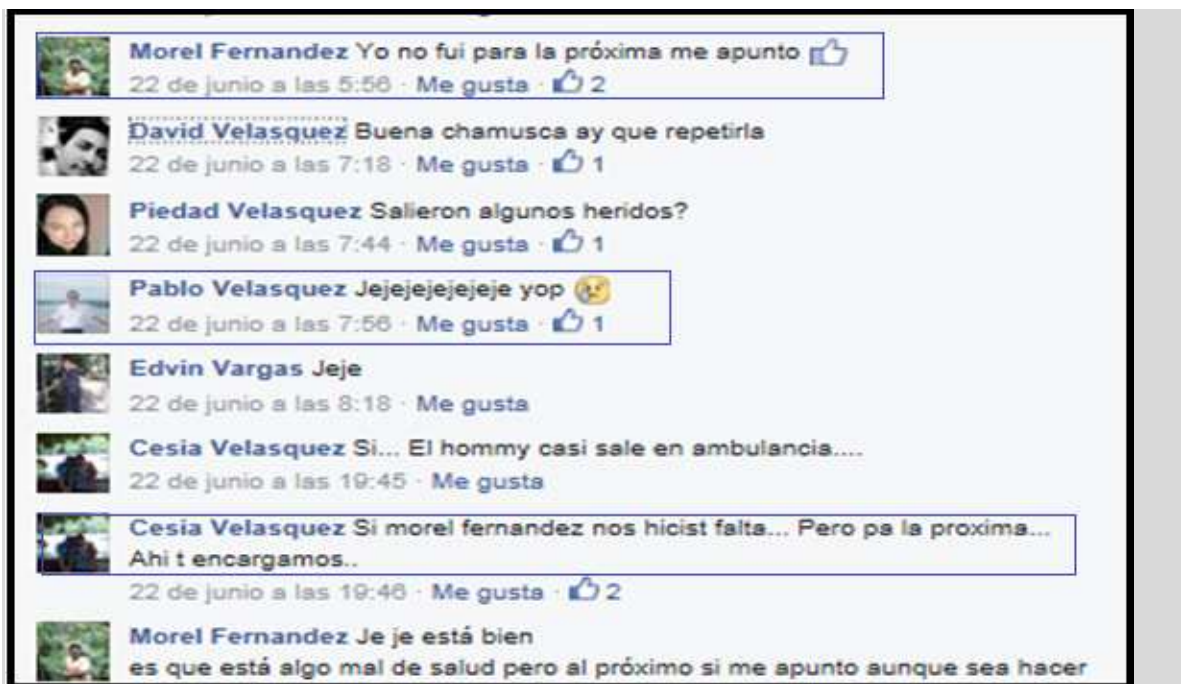 Morel Fernandez Yo no fui para la próxima me apunto
22 de junio a las 5:56 · Me gusta · 2
David Velasquez Buena chamusca ay que repetirla
22 de junio a las 7:18 · Me gusta · 1
Piedad Velasquez Salieron algunos heridos?
22 de junio a las 7:44 · Me gusta · 1
Pablo Velasquez Jejejejejejeje yop
22 de junio a las 7:56 · Me gusta · 1
Edvin Vargas Jeje
22 de junio a las 8:18 · Me gusta
Cesia Velasquez Si... El hommy casi sale en ambulancia....
22 de junio a las 19:45 · Me gusta
Cesia Velasquez Si morel fernandez nos hicist falta... Pero pa la proxima...
Ahi t encargamos..
22 de junio a las 19:46 · Me gusta · 2
Morel Fernandez Je je está bien
es que está algo mal de salud pero al próximo si me apunto aunque sea hacer